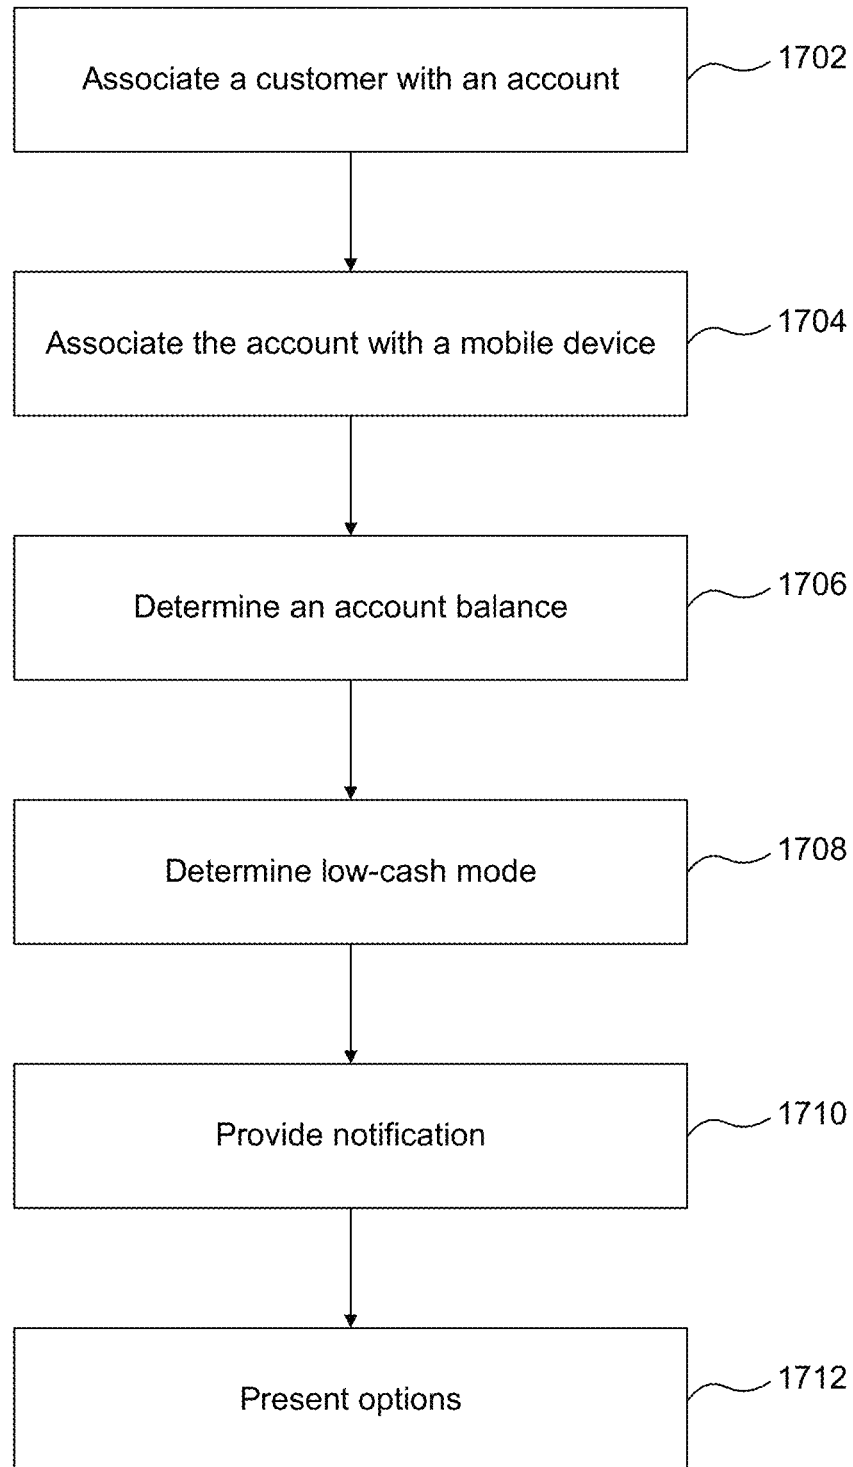 Associate a customer with an account
1702
Associate the account with a mobile device
1704
Determine an account balance
1706
Determine low-cash mode
1708
Provide notification
1710
Present options
1712